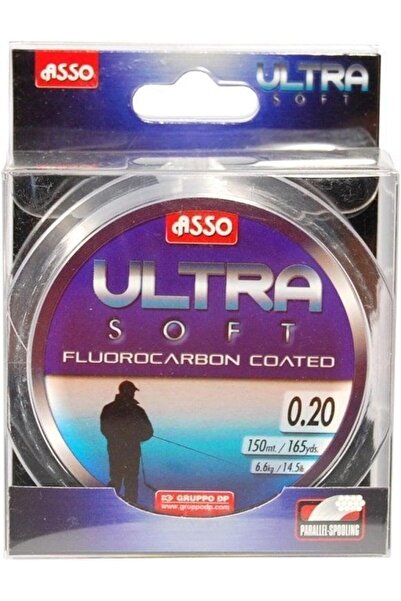 ASSO
ULTRA
SOFT
ASSO
ULTRA
SOFT
FLUOROCARBON COATED
0.20
150mt./165yds.
6.6kg/14.5lb
GRUPPO DP
www.gruppodp.com
PARALLEL-SPOOLING